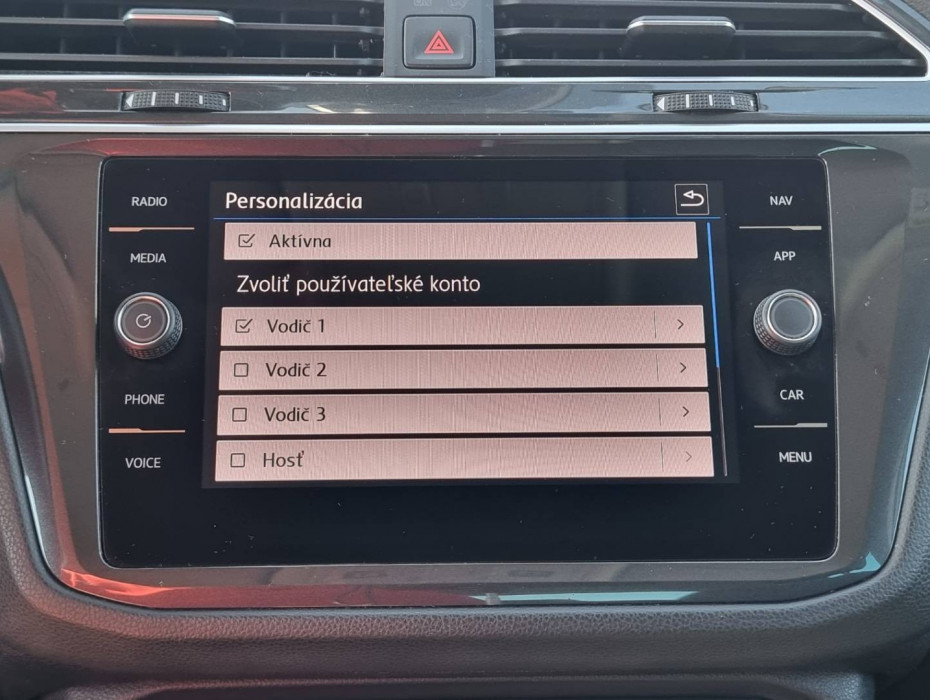 RADIO
MEDIA
PHONE
VOICE
Personalizácia
Aktívna
Zvoliť používateľské konto
Vodič 1
Vodič 2
Vodič 3
Hosť
NAV
APP
CAR
MENU